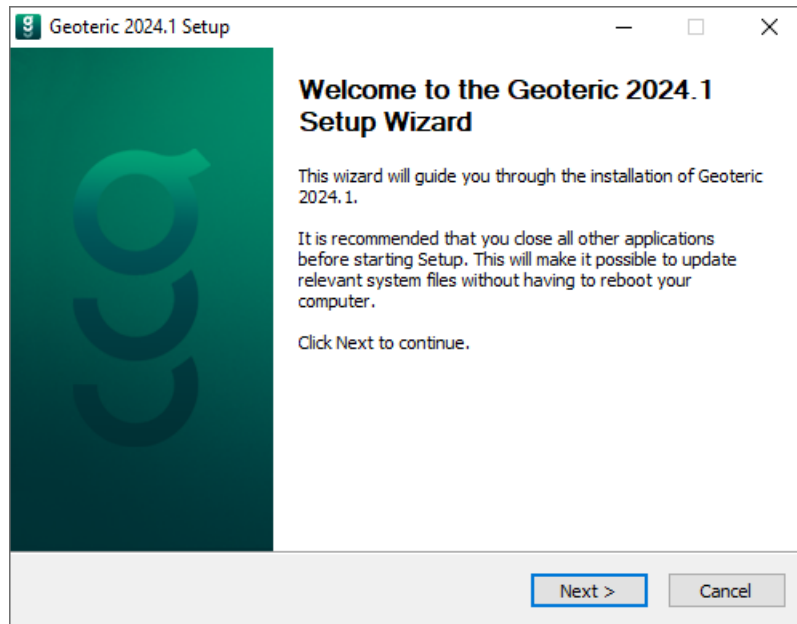 Geoteric 2024.1 Setup
Welcome to the Geoteric 2024.1
Setup Wizard
This wizard will guide you through the installation of Geoteric
2024.1.
It is recommended that you close all other applications
before starting Setup. This will make it possible to update
relevant system files without having to reboot your
computer.
Click Next to continue.
Next >
Cancel